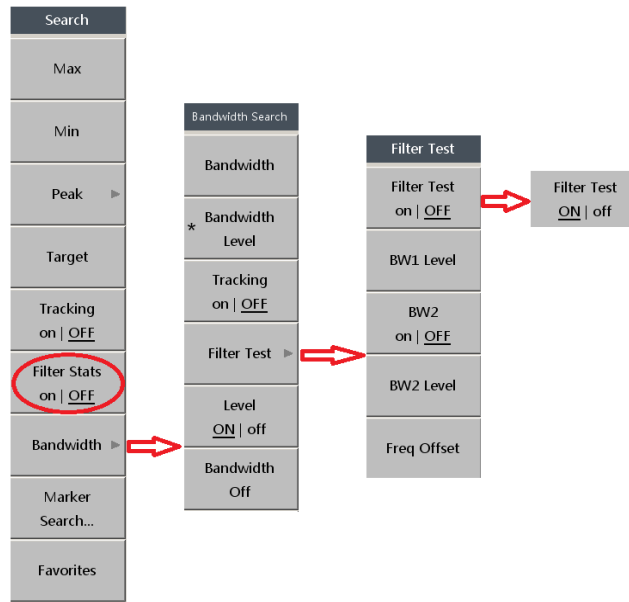 Search
Max
Min
Peak
Target
Tracking
on | OFF
Filter Stats
on | OFF
Bandwidth
Marker
Search...
Favorites
Bandwidth Search
Bandwidth
* Bandwidth
Level
Tracking
on | OFF
Filter Test
Level
ON | off
Bandwidth
Off
Filter Test
Filter Test
on | OFF
BW1 Level
BW2
on | OFF
BW2 Level
Freq Offset
Filter Test
ON | off